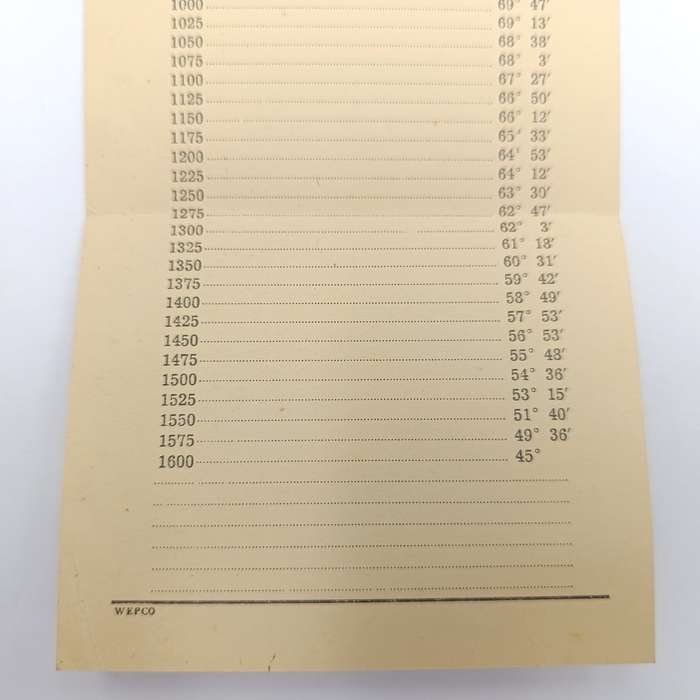 1000 69° 47′
1025 69° 13′
1050 68° 38′
1075 68° 3′
1100 67° 27′
1125 66° 50′
1150 66° 12′
1175 65° 33′
1200 64° 53′
1225 64° 12′
1250 63° 30′
1275 62° 47′
1300 62° 3′
1325 61° 18′
1350 60° 31′
1375 59° 42′
1400 58° 49′
1425 57° 53′
1450 56° 53′
1475 55° 48′
1500 54° 36′
1525 53° 15′
1550 51° 40′
1575 49° 36′
1600 45°
WEPCO